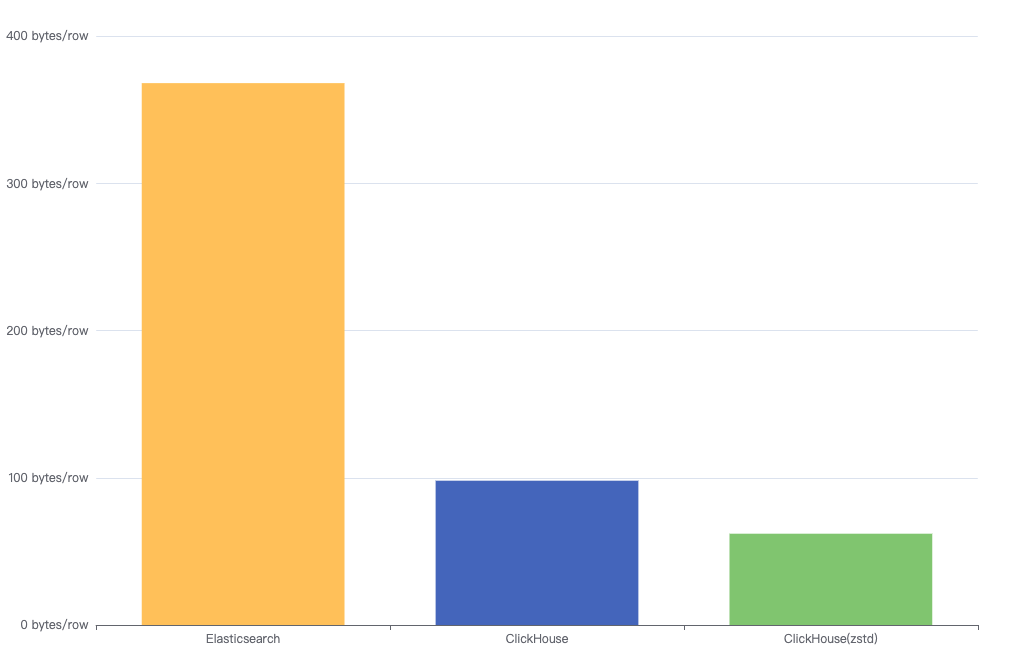 400 bytes/row
300 bytes/row
200 bytes/row
100 bytes/row
0 bytes/row
Elasticsearch
ClickHouse
ClickHouse(zstd)